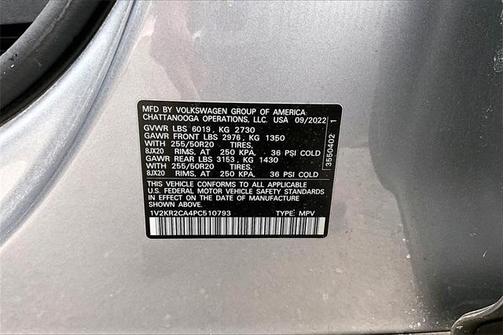 MFD BY VOLKSWAGEN GROUP OF AMERICA
CHATTANOOGA OPERATIONS, LLC. USA 09/2022 1
GVWR LBS 6019, KG 2730
GAWR FRONT LBS 2976, KG 1350
WITH 255/50R20 TIRES,
8JX20 RIMS, AT 250 KPA, 36 PSI COLD
GAWR REAR LBS 3153, KG 1430
WITH 255/50R20 TIRES,
8JX20 RIMS, AT 250 KPA, 36 PSI COLD
THIS VEHICLE CONFORMS TO ALL APPLICABLE
U.S. FEDERAL MOTOR VEHICLE SAFETY STANDARDS
IN EFFECT ON THE DATE OF MANUFACTURE
SHOWN ABOVE.
1V2KR2CA4PC510793 TYPE: MPV
3560402